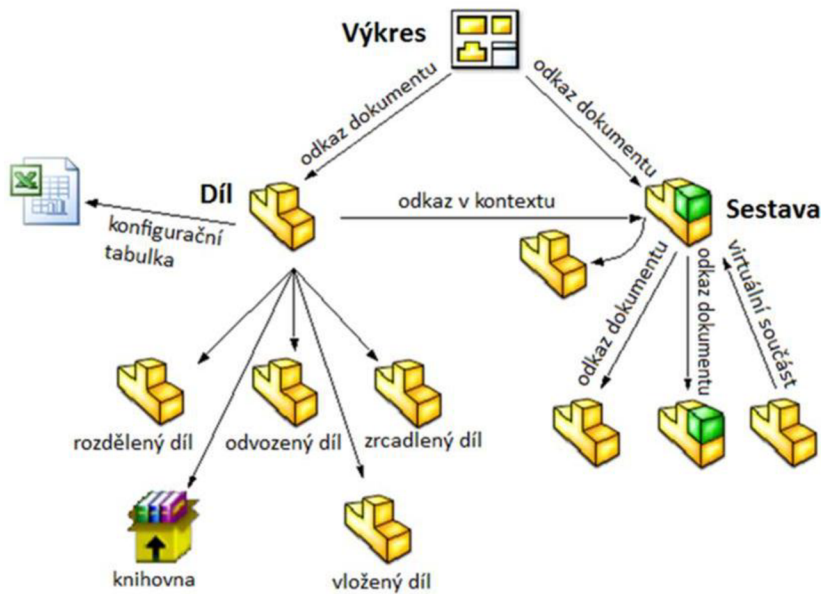 Výkres
odkaz dokumentu
odkaz dokumentu
Díl
odkaz v kontextu
Sestava
konfigurační
tabulka
odkaz dokumentu
odkaz dokumentu
virtuální součást
rozdělený díl
odvozený díl
zrcadlený díl
knihovna
vložený díl